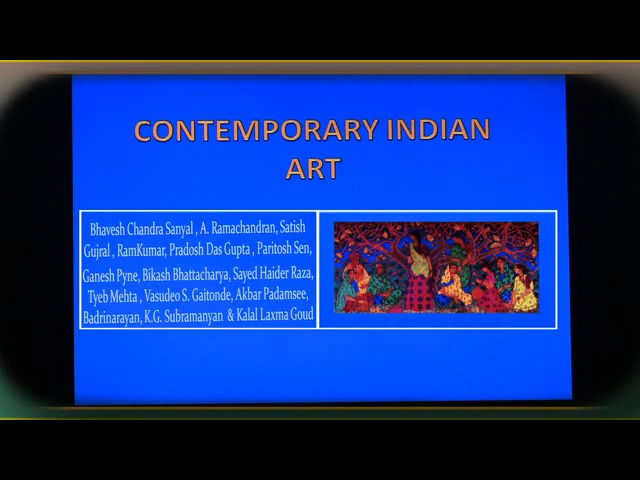 CONTEMPORARY INDIAN
ART
Bhavesh Chandra Sanyal , A. Ramachandran, Satish
Gujral , RamKumar, Pradosh Das Gupta , Paritosh Sen,
Ganesh Pyne, Bikash Bhattacharya, Sayed Haider Raza,
Tyeb Mehta , Vasudeo S. Gaitonde, Akbar Padamsee,
Badrinarayan, K.G. Subramanyan & Kalal Laxma Goud